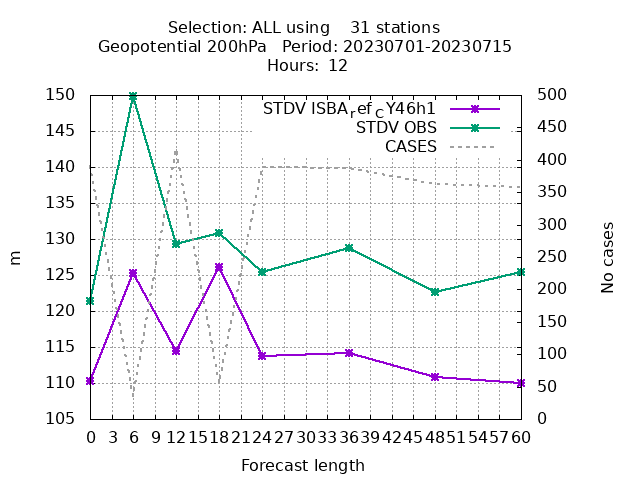 Selection: ALL using 31 stations
Geopotential 200hPa Period: 20230701-20230715
Hours: 12
STDV ISBArefCY46h1
STDV OBS
CASES
150
145
140
135
130
125
120
115
110
105
m
500
450
400
350
300
250
200
150
100
50
0
No cases
0 3 6 9 12 15 18 21 24 27 30 33 36 39 42 45 48 51 54 57 60
Forecast length